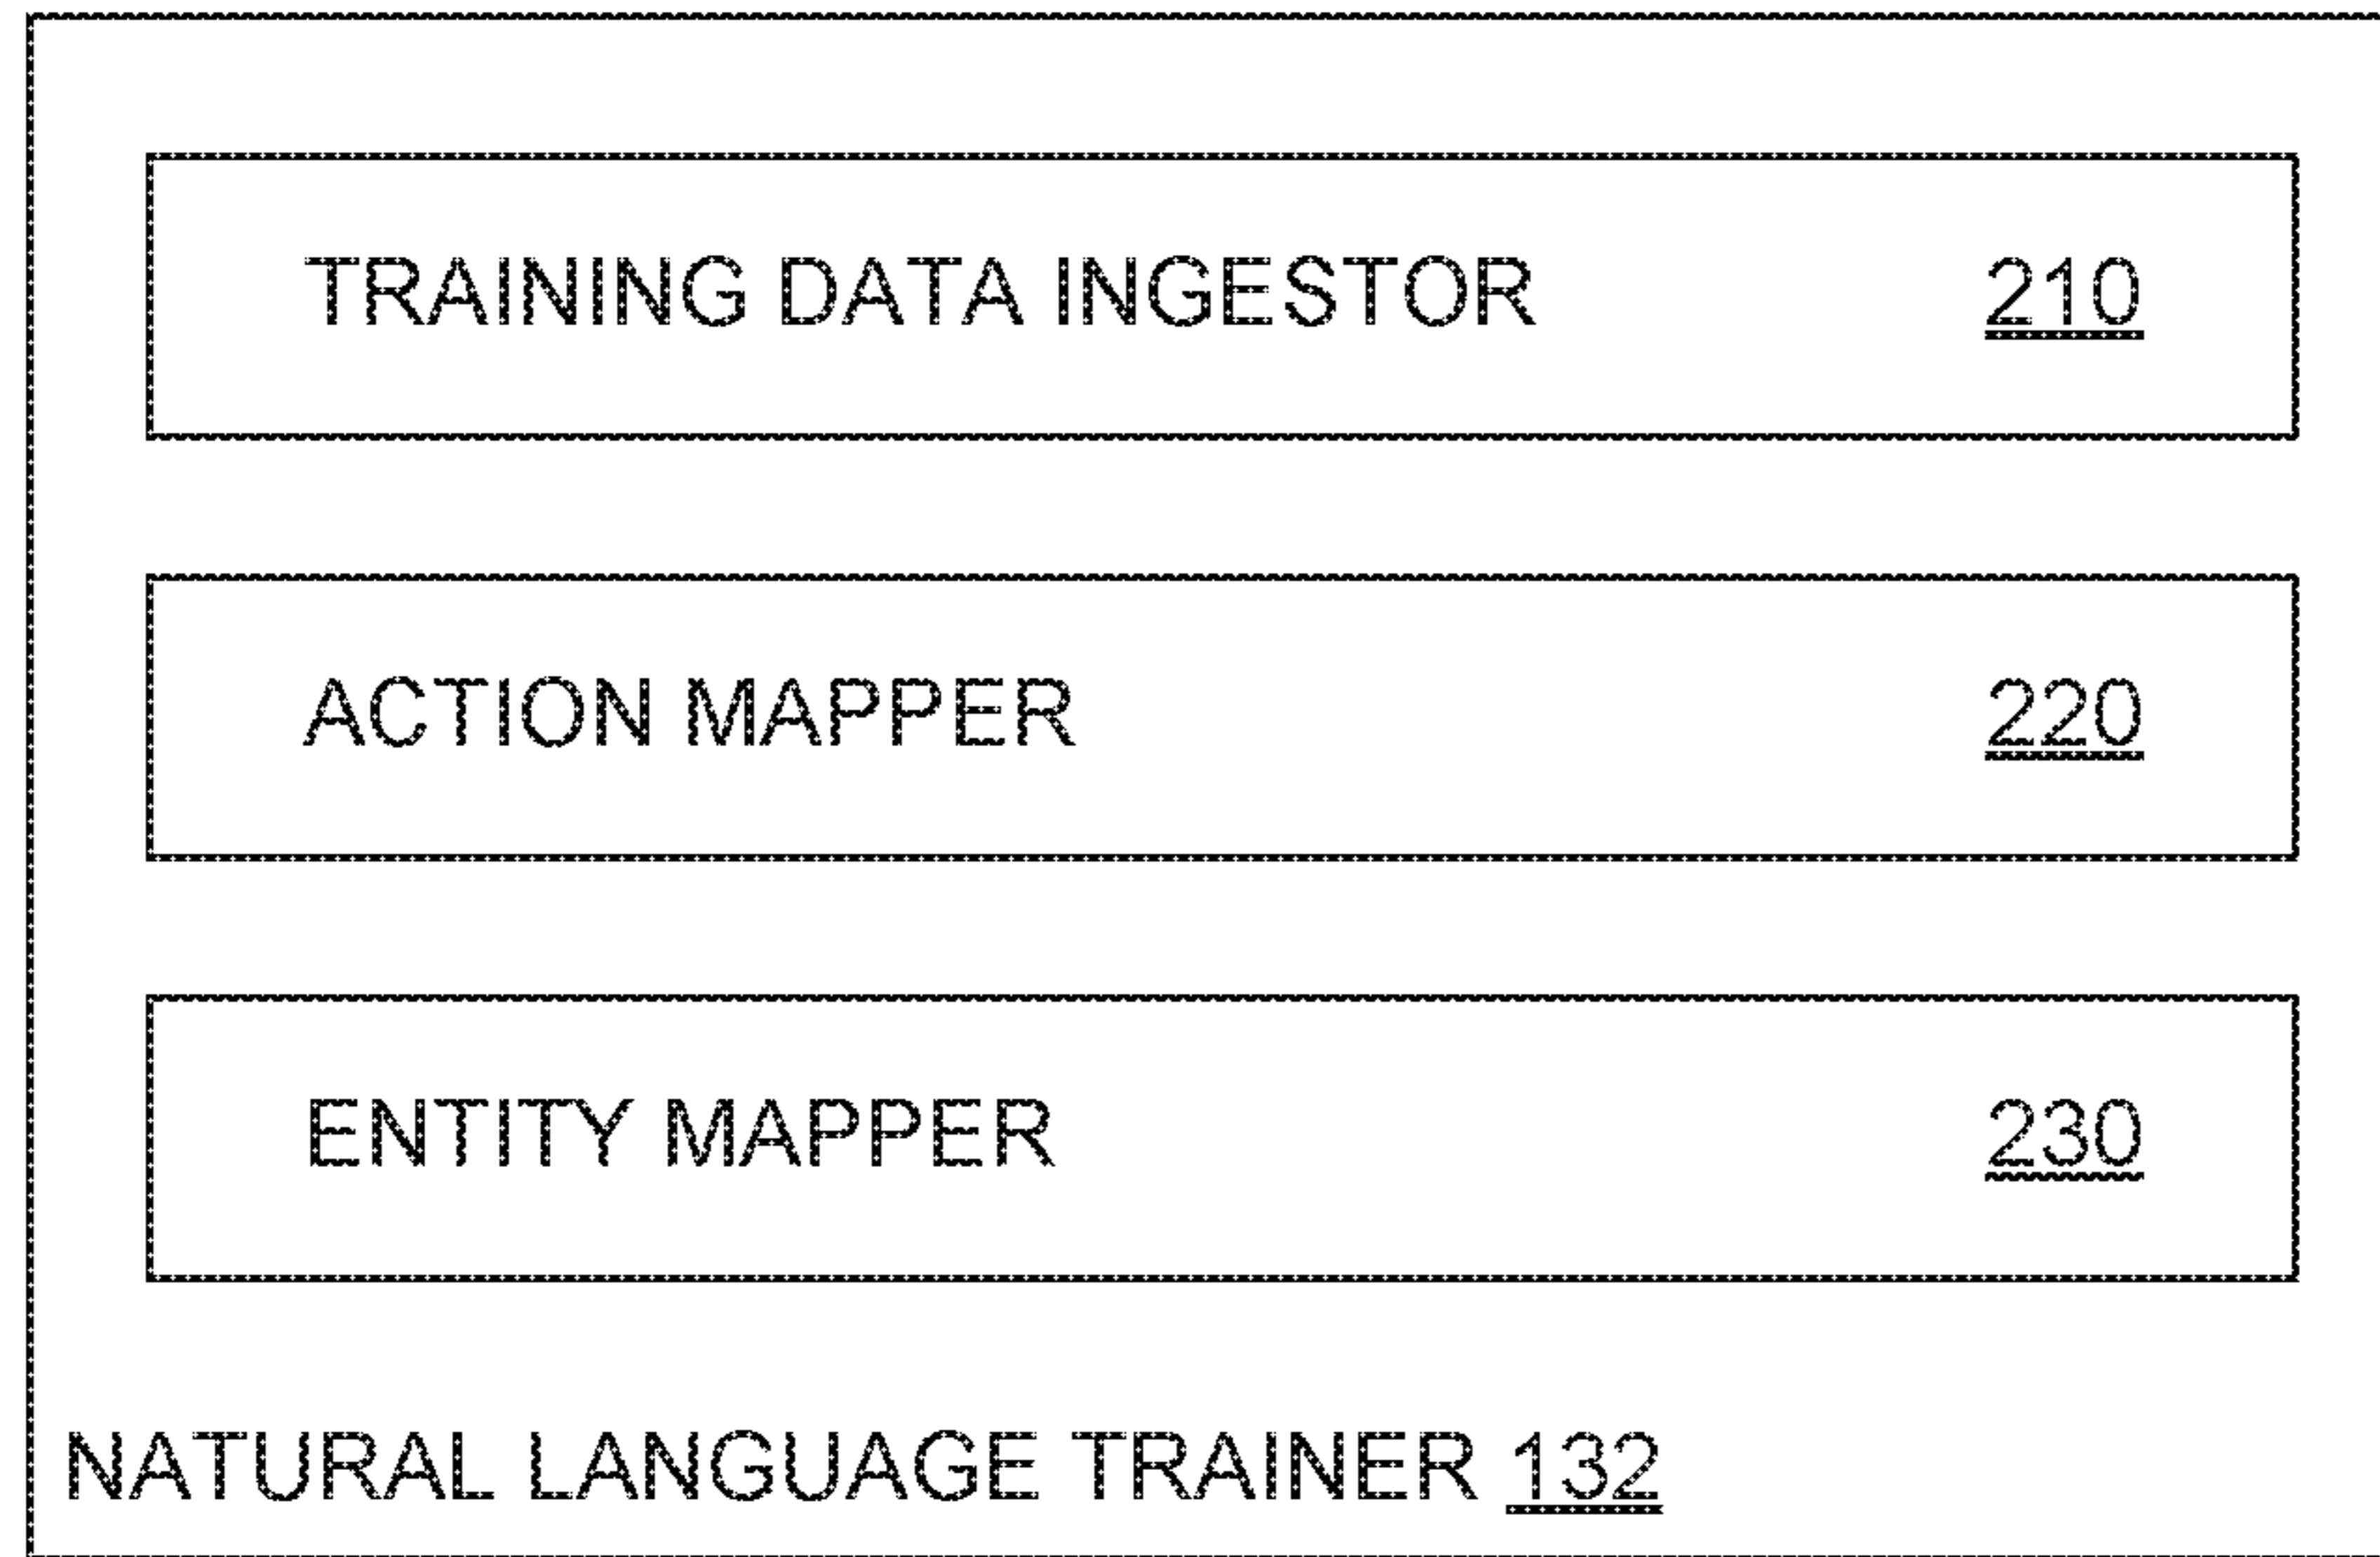 TRAINING DATA INGESTOR 210
ACTION MAPPER 220
ENTITY MAPPER 230
NATURAL LANGUAGE TRAINER 132